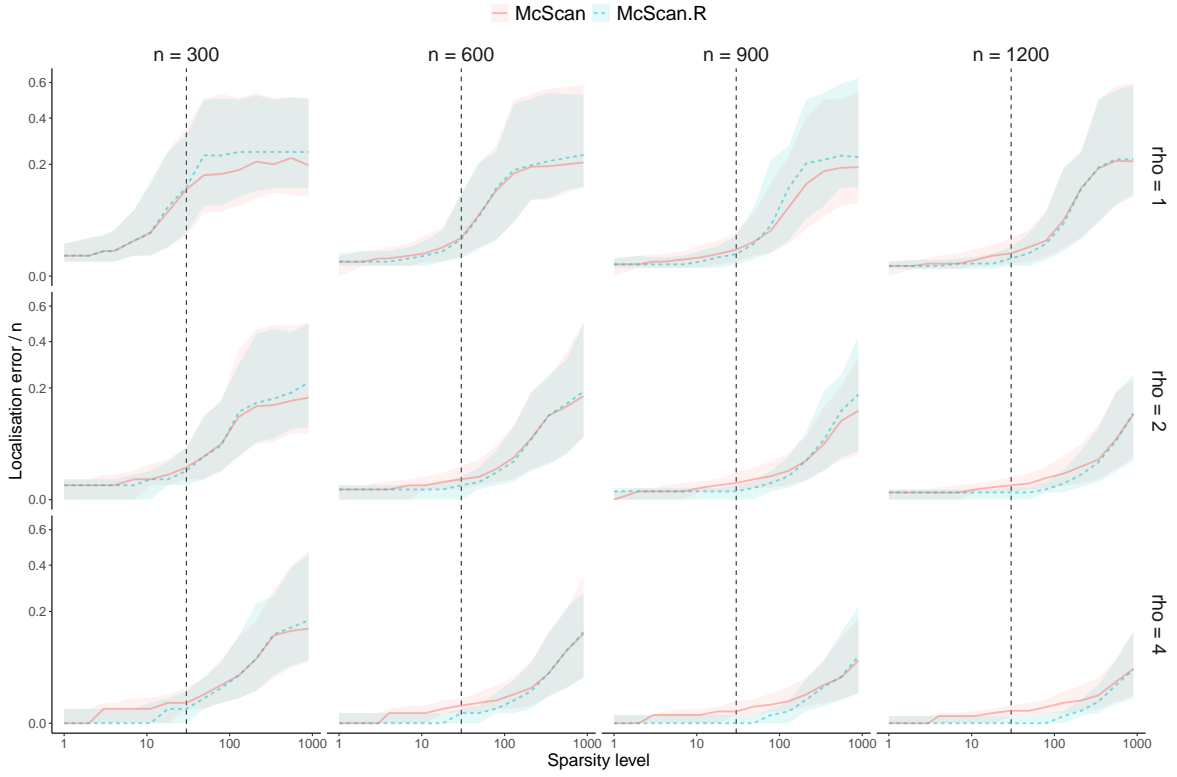 McScan McScan.R
n = 300 n = 600 n = 900 n = 1200
0.6
0.4
0.2
0.0
rho = 1
0.6
0.4
0.2
0.0
rho = 2
0.6
0.4
0.2
0.0
rho = 4
Localisation error / n
1 10 100 1000 1 10 100 1000 1 10 100 1000 1 10 100 1000
Sparsity level